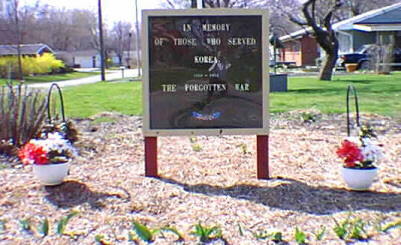 IN MEMORY
OF THOSE WHO SERVED
KOREA
THE FORGOTTEN WAR